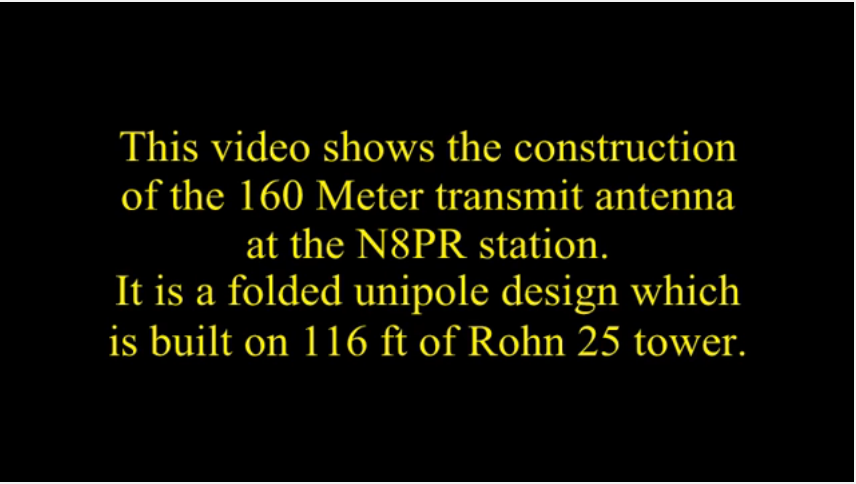 This video shows the construction
of the 160 Meter transmit antenna
at the N8PR station.
It is a folded unipole design which
is built on 116 ft of Rohn 25 tower.